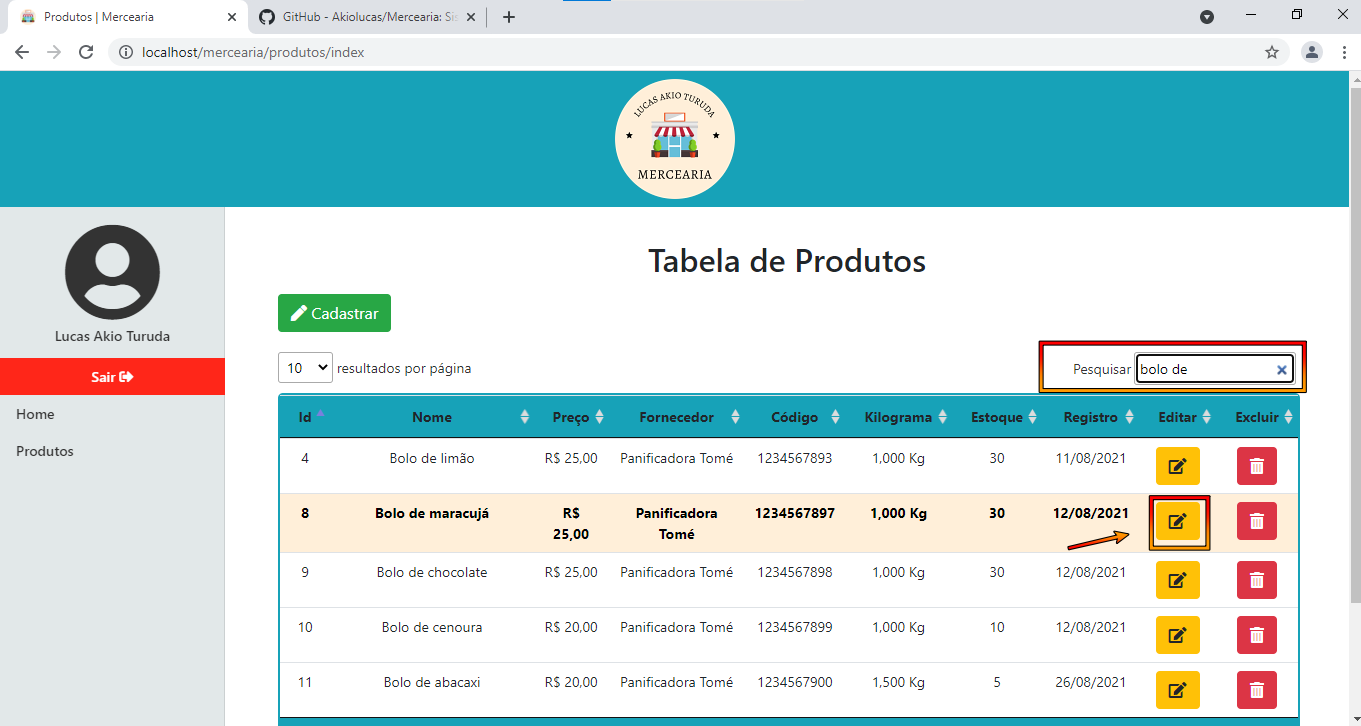 Produtos | Mercearia
GitHub - Akiolucas/Mercearia: Sis
localhost/mercearia/produtos/index
LUCAS AKIO TURUDA
MERCEARIA
Lucas Akio Turuda
Sair
Home
Produtos
Tabela de Produtos
Cadastrar
10 resultados por página
Pesquisar bolo de
Id Nome Preço Fornecedor Código Kilograma Estoque Registro Editar Excluir
4 Bolo de limão R$ 25,00 Panificadora Tomé 1234567893 1,000 Kg 30 11/08/2021
8 Bolo de maracujá R$ 25,00 Panificadora Tomé 1234567897 1,000 Kg 30 12/08/2021
9 Bolo de chocolate R$ 25,00 Panificadora Tomé 1234567898 1,000 Kg 30 12/08/2021
10 Bolo de cenoura R$ 20,00 Panificadora Tomé 1234567899 1,000 Kg 10 12/08/2021
11 Bolo de abacaxi R$ 20,00 Panificadora Tomé 1234567900 1,500 Kg 5 26/08/2021